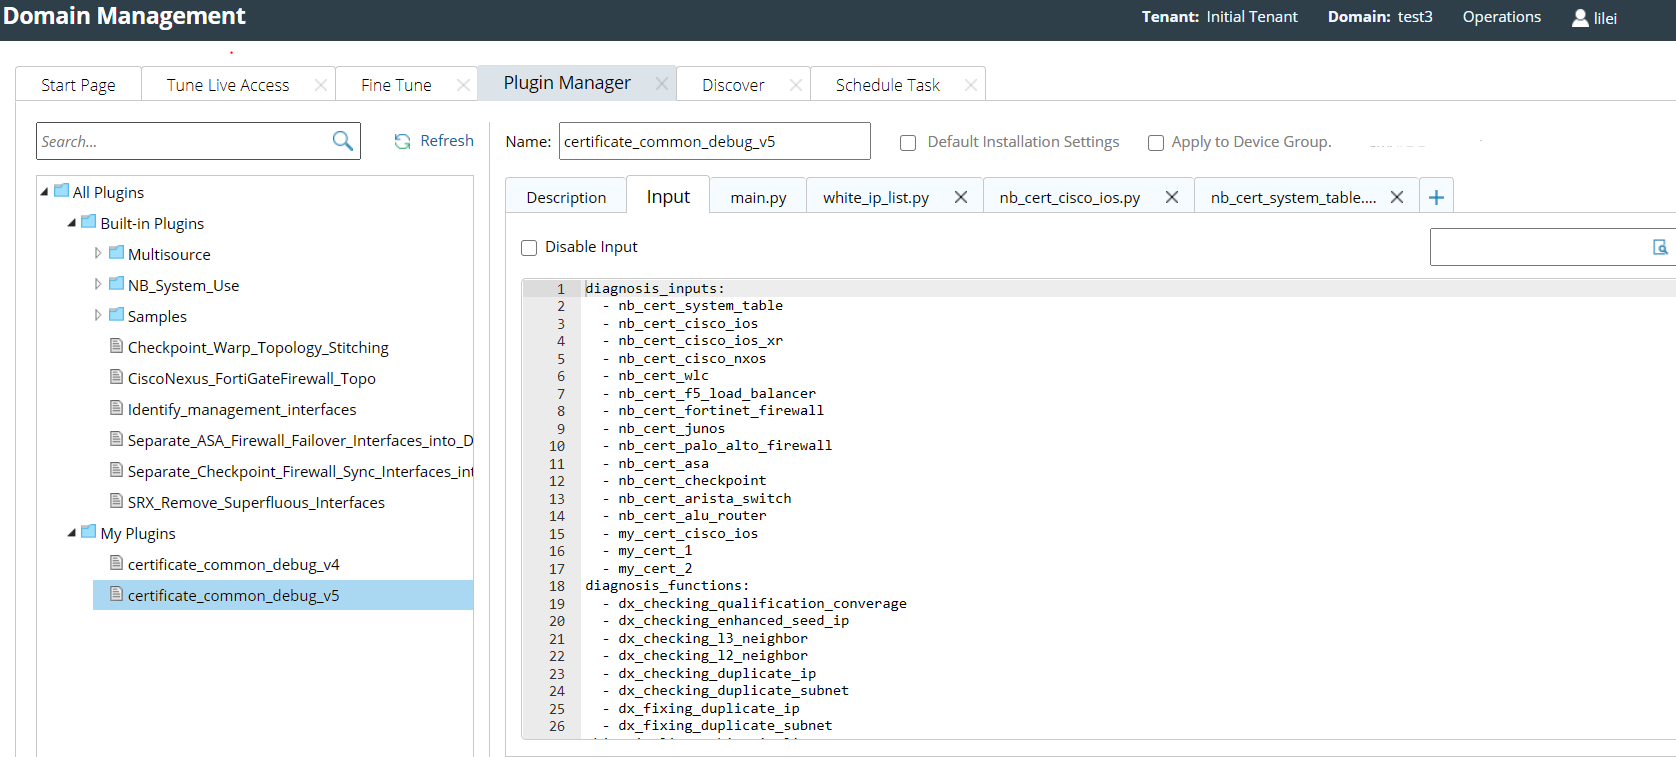 Domain Management
Tenant: Initial Tenant Domain: test3 Operations lilei
Start Page
Tune Live Access
Fine Tune
Plugin Manager
Discover
Schedule Task
Search...
Refresh
Name: certificate_common_debug_v5
Default Installation Settings
Apply to Device Group.
All Plugins
Built-in Plugins
Multisource
NB_System_Use
Samples
Checkpoint_Warp_Topology_Stitching
CiscoNexus_FortiGateFirewall_Topo
Identify_management_interfaces
Separate_ASA_Firewall_Failover_Interfaces_into_D
Separate_Checkpoint_Firewall_Sync_Interfaces_int
SRX_Remove_Superfluous_Interfaces
My Plugins
certificate_common_debug_v4
certificate_common_debug_v5
Description
Input
main.py
white_ip_list.py
nb_cert_cisco_ios.py
nb_cert_system_table....
Disable Input
1 diagnosis_inputs:
2 - nb_cert_system_table
3 - nb_cert_cisco_ios
4 - nb_cert_cisco_ios_xr
5 - nb_cert_cisco_nxos
6 - nb_cert_wlc
7 - nb_cert_f5_load_balancer
8 - nb_cert_fortinet_firewall
9 - nb_cert_junos
10 - nb_cert_palo_alto_firewall
11 - nb_cert_asa
12 - nb_cert_checkpoint
13 - nb_cert_arista_switch
14 - nb_cert_alu_router
15 - my_cert_cisco_ios
16 - my_cert_1
17 - my_cert_2
18 diagnosis_functions:
19 - dx_checking_qualification_converage
20 - dx_checking_enhanced_seed_ip
21 - dx_checking_l3_neighbor
22 - dx_checking_l2_neighbor
23 - dx_checking_duplicate_ip
24 - dx_checking_duplicate_subnet
25 - dx_fixing_duplicate_ip
26 - dx_fixing_duplicate_subnet